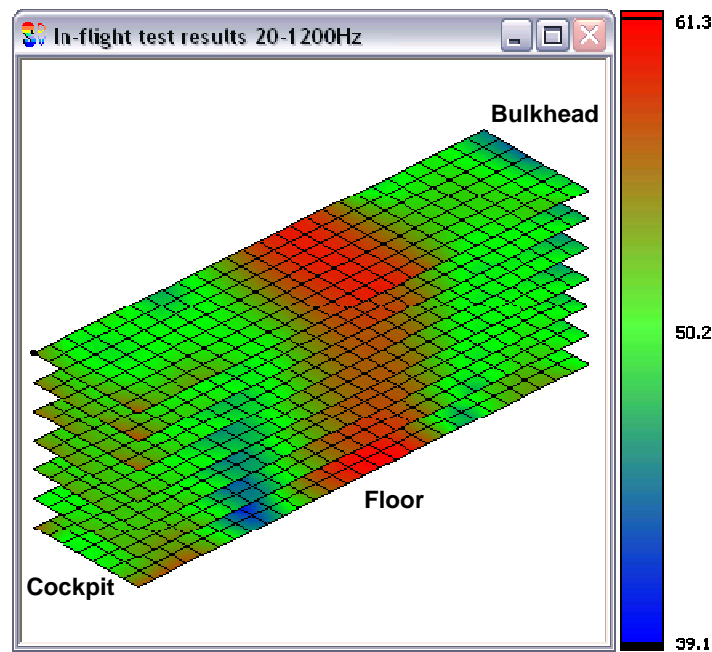 In-flight test results 20-1200Hz
61.3
Bulkhead
50.2
Floor
Cockpit
39.1